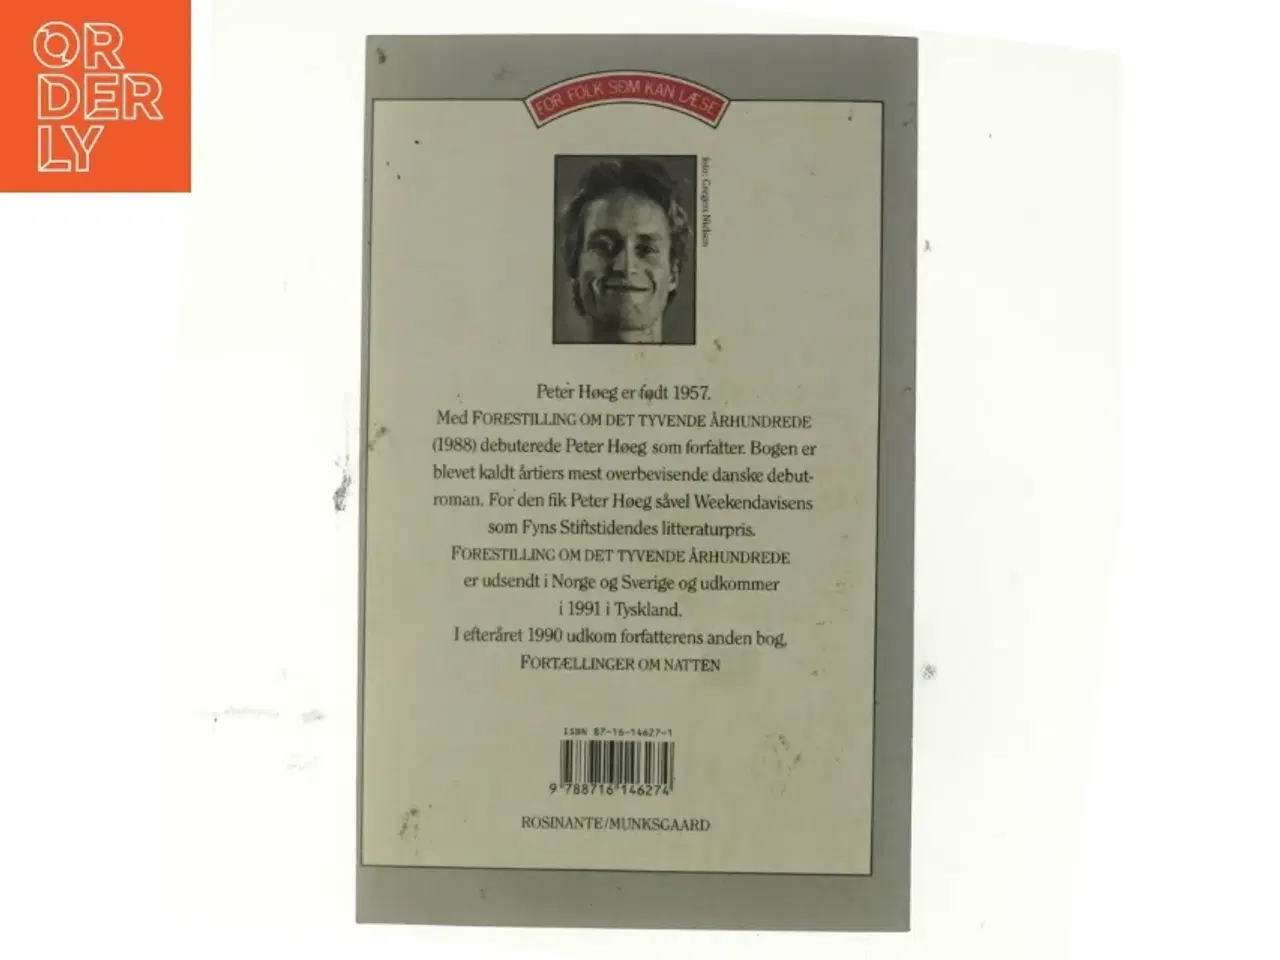 ORDERLY
FOR FOLK SOM KAN LÆSE
foto: Gregers Nielsen
Peter Høeg er født 1957.
Med FORESTILLING OM DET TYVENDE ÅRHUNDREDE
(1988) debuterede Peter Høeg som forfatter. Bogen er
blevet kaldt årtiers mest overbevisende danske debut-
roman. For den fik Peter Høeg såvel Weekendavisens
som Fyns Stiftstidendes litteraturpris.
FORESTILLING OM DET TYVENDE ÅRHUNDREDE
er udsendt i Norge og Sverige og udkommer
i 1991 i Tyskland.
I efteråret 1990 udkom forfatterens anden bog,
FORTÆLLINGER OM NATTEN
ISBN 87-16-14627-1
9 788716 146274
ROSINANTE/MUNKSGAARD